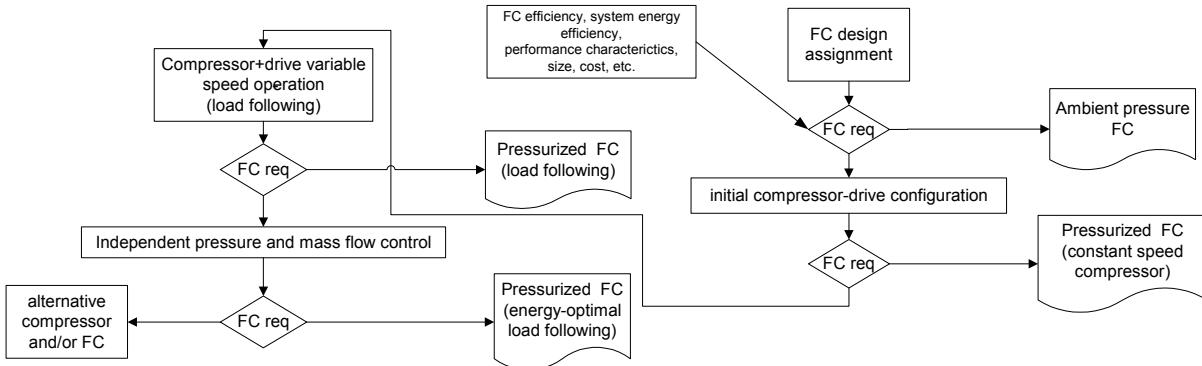 FC efficiency, system energy
efficiency,
performance charaterictics,
size, cost, etc.
FC design
assignment
FC req
Ambient pressure
FC
initial compressor-drive configuration
FC req
Pressurized FC
(constant speed
compressor)
Compressor+drive variable
speed operation
(load following)
FC req
Pressurized FC
(load following)
Independent pressure and mass flow control
FC req
Pressurized FC
(energy-optimal
load following)
alternative
compressor
and/or FC